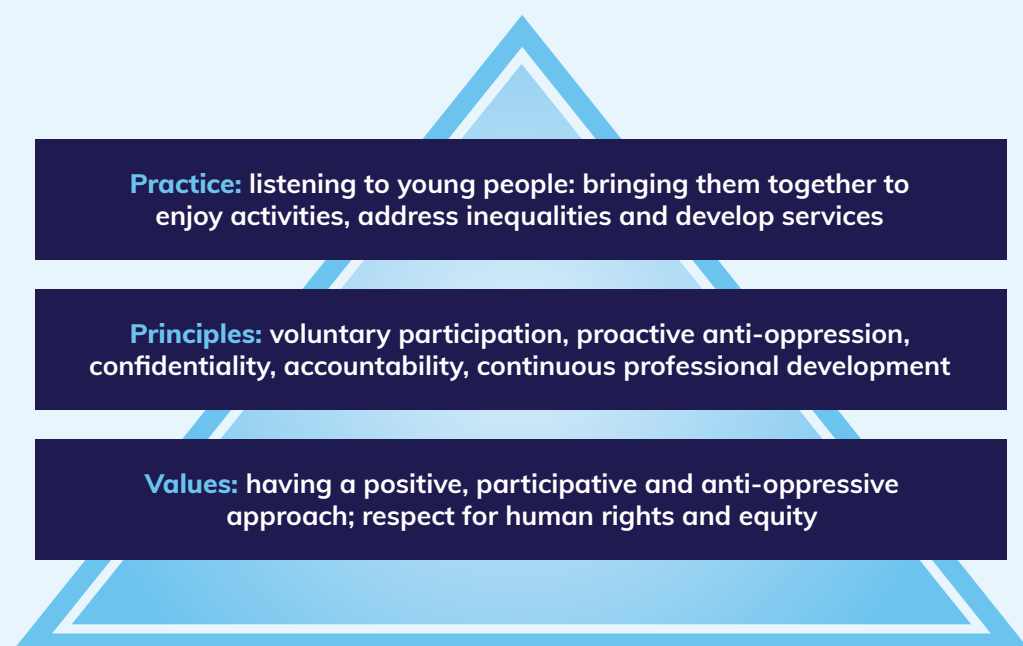 Practice: listening to young people: bringing them together to
enjoy activities, address inequalities and develop services
Principles: voluntary participation, proactive anti-oppression,
confidentiality, accountability, continuous professional development
Values: having a positive, participative and anti-oppressive
approach; respect for human rights and equity